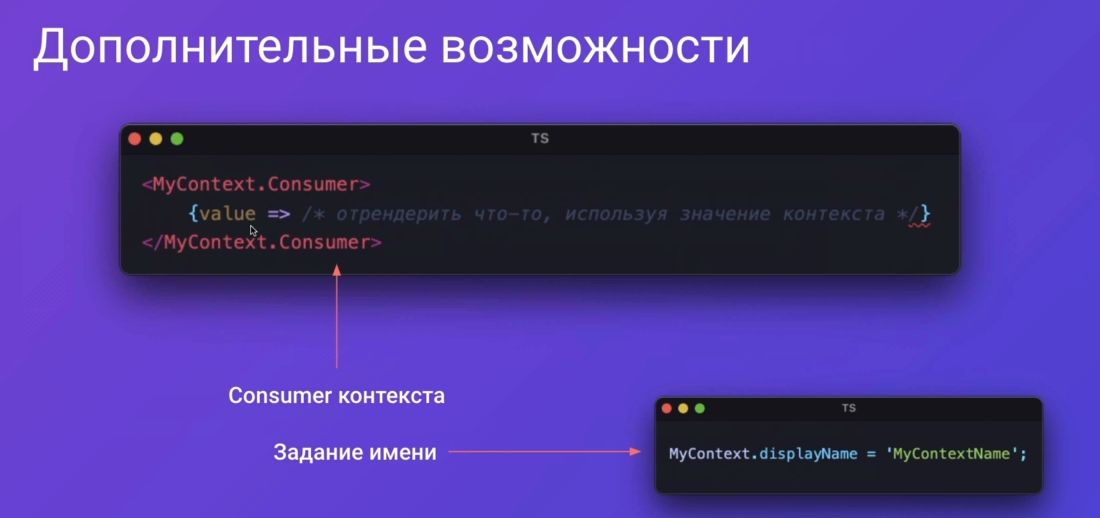 Дополнительные возможности
TS
<MyContext.Consumer>
{value => /* отрендерить что-то, используя значение контекста */}
</MyContext.Consumer>
Consumer контекста
Задание имени
TS
MyContext.displayName = 'MyContextName';